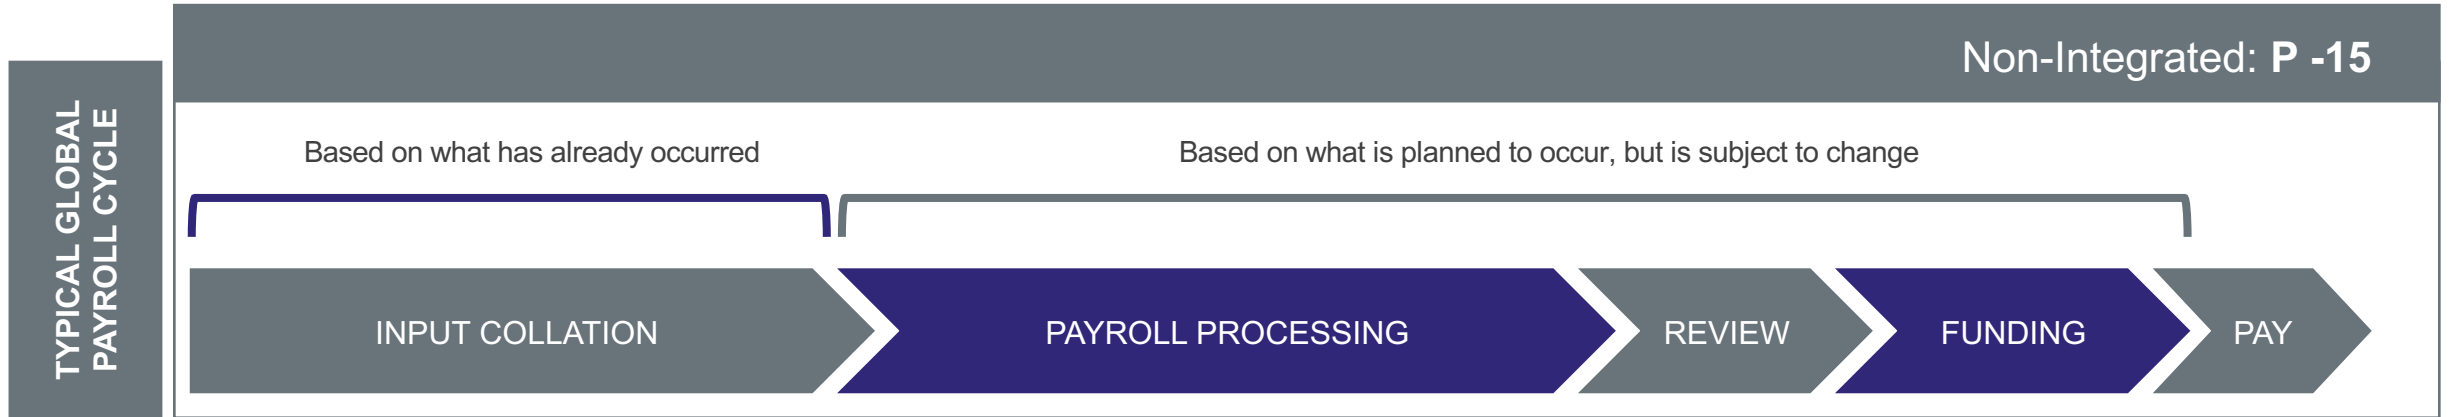 Non-Integrated: P -15
TYPICAL GLOBAL
PAYROLL CYCLE
Based on what has already occurred
Based on what is planned to occur, but is subject to change
INPUT COLLATION
PAYROLL PROCESSING
REVIEW
FUNDING
PAY